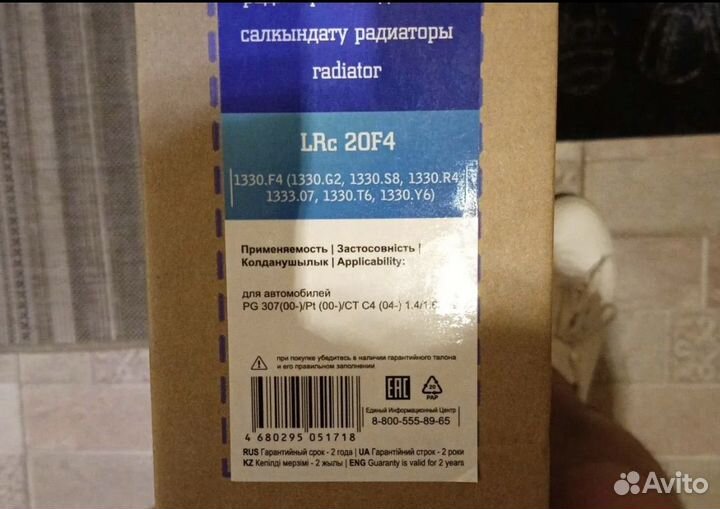 салкындату радиаторы
radiator
LRc 20F4
1330.F4 (1330.G2, 1330.S8, 1330.R4,
1333.07, 1330.T6, 1330.Y6)
Применяемость | Застосовність |
Колданушылык | Applicability:
для автомобилей
PG 307(00-)/Pt (00-)/CT C4 (04-) 1.4/1.6
при покупке убедитесь в наличии гарантийного талона
и его правильном заполнении
EAC
20
PAP
Единый Информационный Центр
8-800-555-89-65
4 680295 051718
RUS Гарантийный срок - 2 года | UA Гарантійний строк - 2 роки
KZ Кепілді мерзімі - 2 жылы | ENG Guaranty is valid for 2 years
Avito